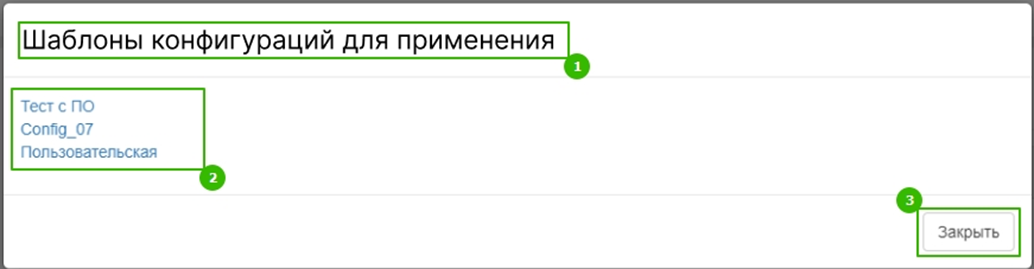 Шаблоны конфигураций для применения
1
Тест с ПО
Config_07
Пользовательская
2
3
Закрыть